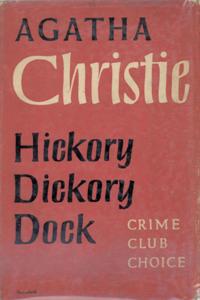 AGATHA
Christie
Hickory
Dickory
Dock
CRIME
CLUB
CHOICE